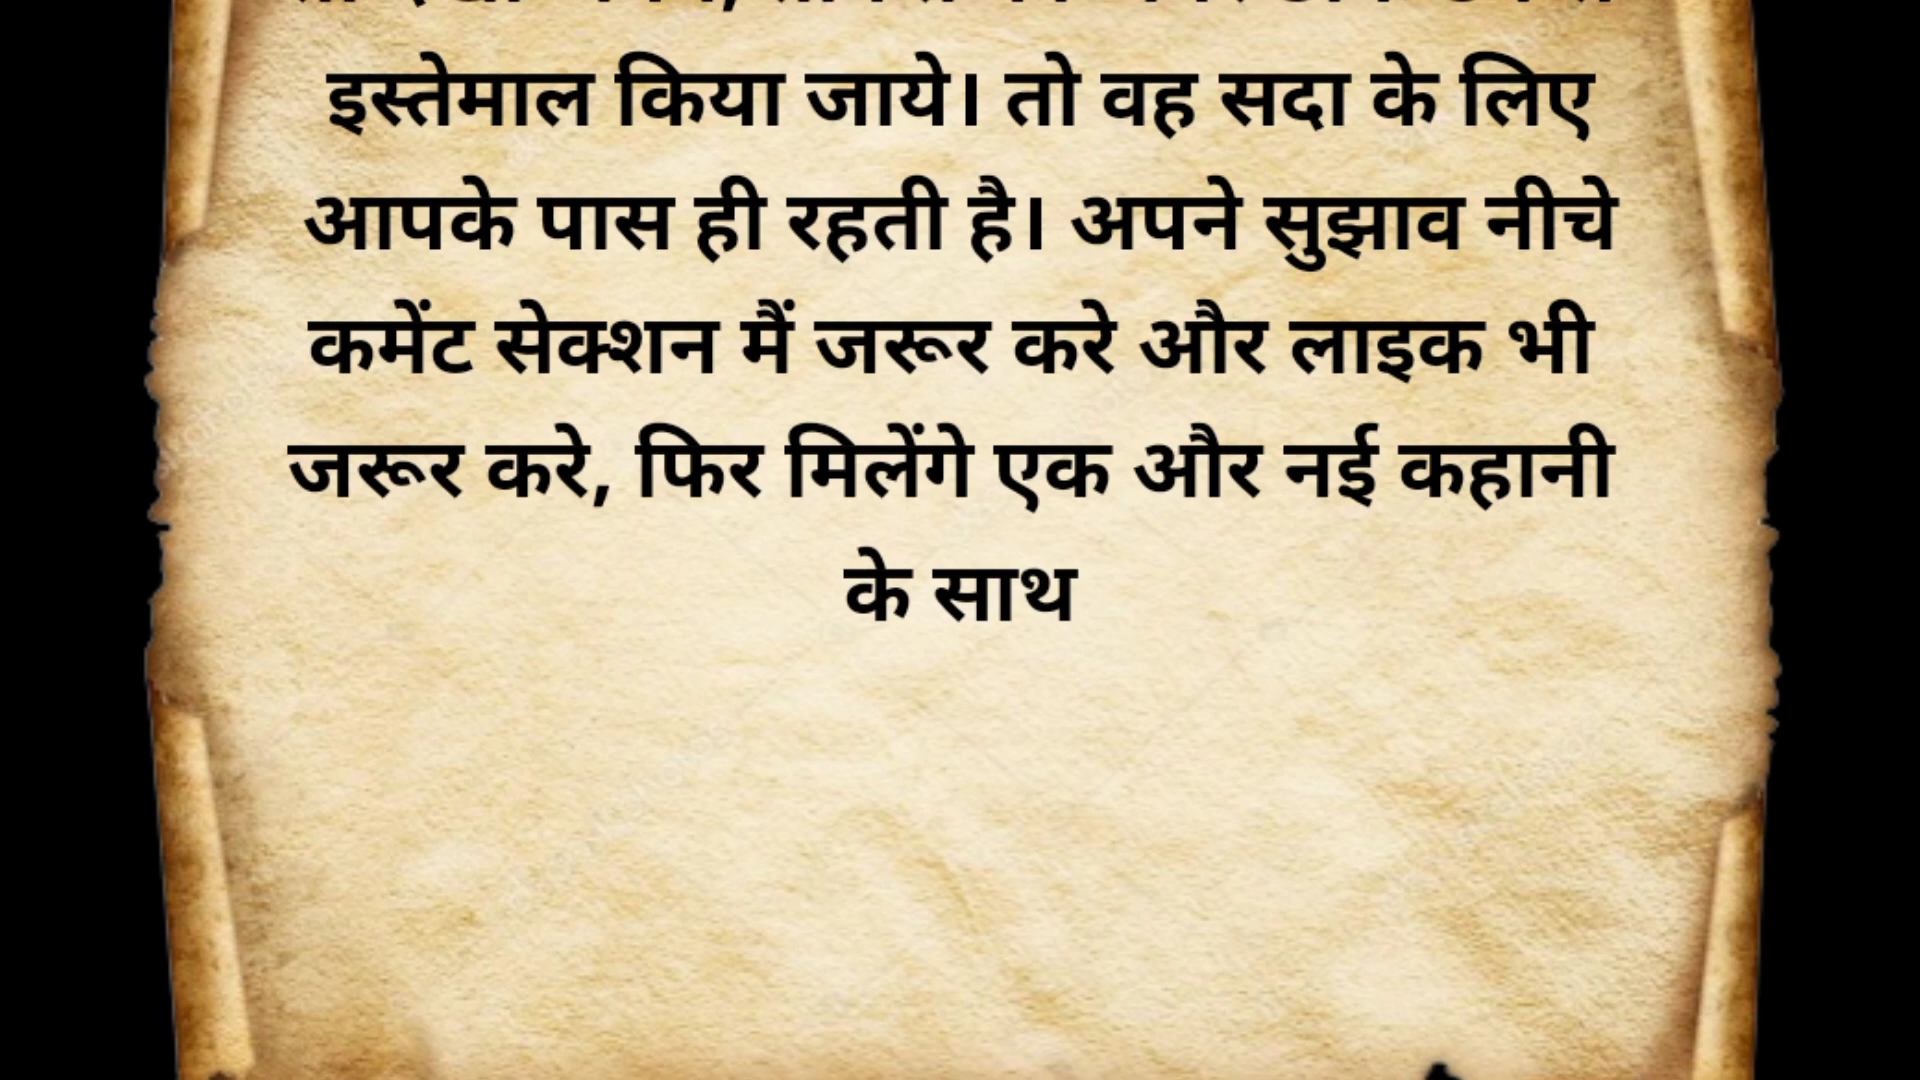 इस्तेमाल किया जाये। तो वह सदा के लिए
आपके पास ही रहती है। अपने सुझाव नीचे
कमेंट सेक्शन मैं जरूर करे और लाइक भी
जरूर करे, फिर मिलेंगे एक और नई कहानी
के साथ